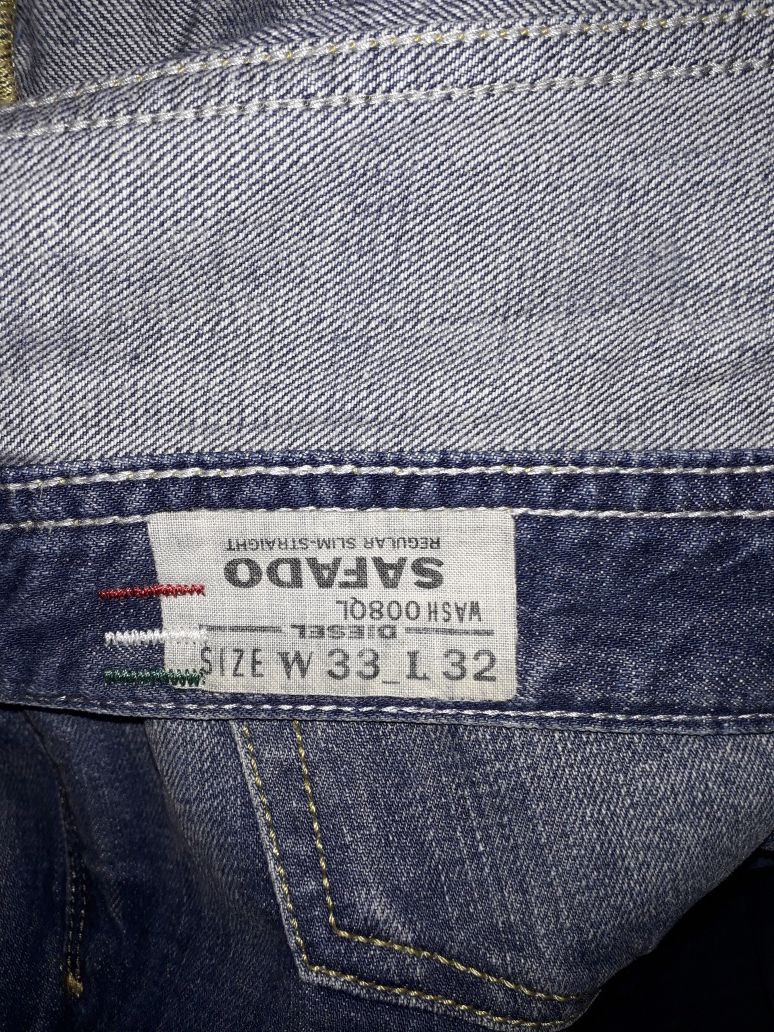 REGULAR SLIM-STRAIGHT
SAFADO
WASH 008QL
DIESEL
SIZE W 33_L 32